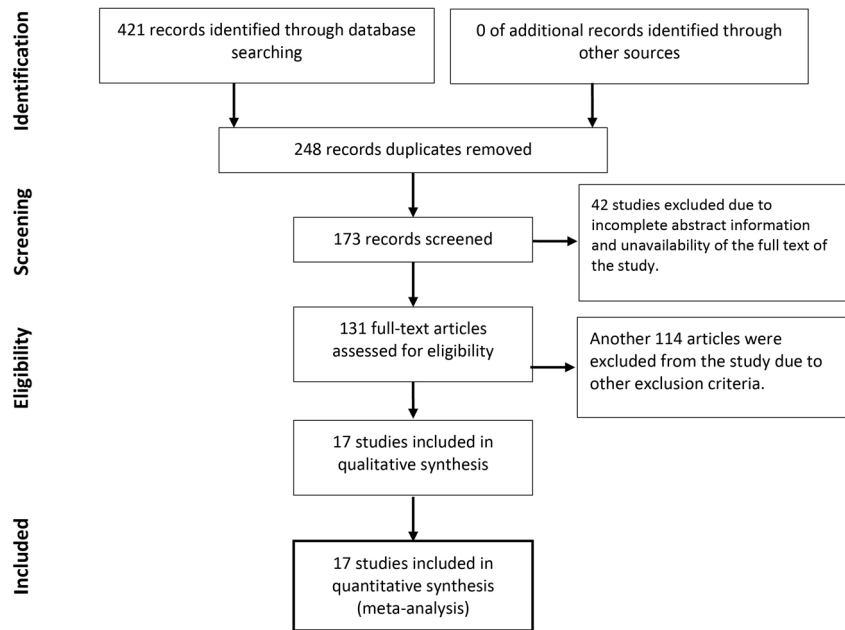 Identification
421 records identified through database
searching
0 of additional records identified through
other sources
248 records duplicates removed
Screening
173 records screened
42 studies excluded due to
incomplete abstract information
and unavailability of the full text of
the study.
Eligibility
131 full-text articles
assessed for eligibility
Another 114 articles were
excluded from the study due to
other exclusion criteria.
17 studies included in
qualitative synthesis
Included
17 studies included in
quantitative synthesis
(meta-analysis)